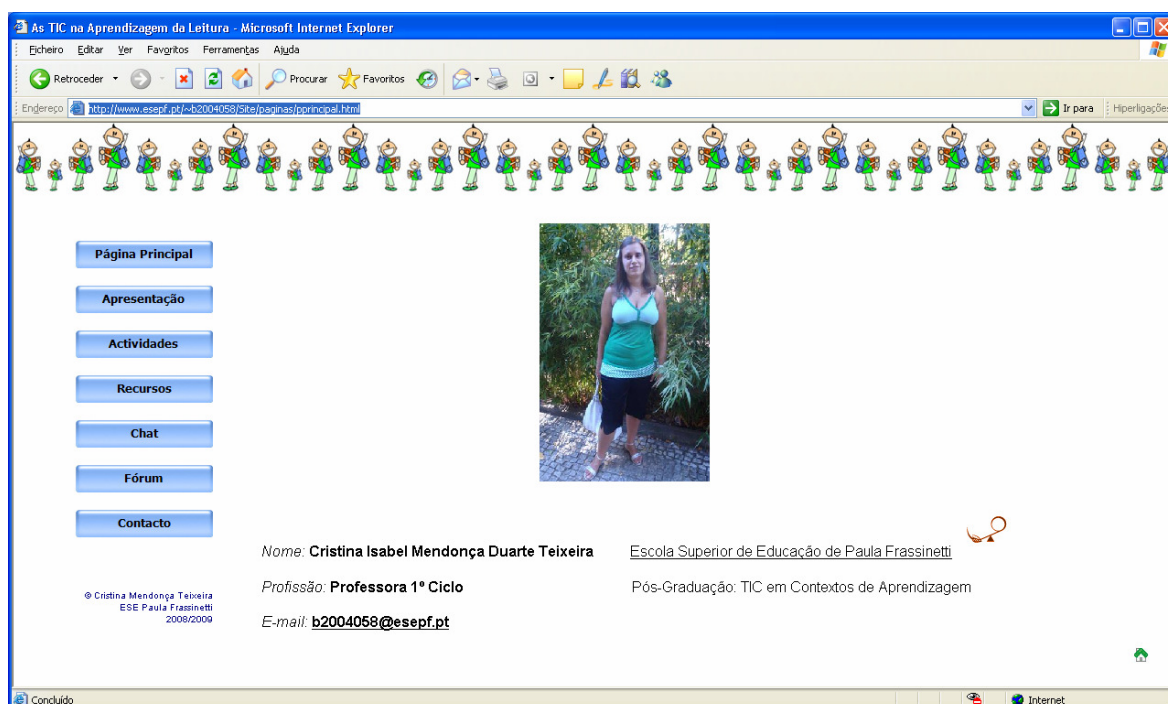 As TIC na Aprendizagem da Leitura - Microsoft Internet Explorer
Ficheiro Editar Ver Favoritos Ferramentas Ajuda
Retroceder Procurar Favoritos
Endereço http://www.esepf.pt/~b2004058/Site/paginas/pprincipal.html Ir para Hiperligações
Página Principal
Apresentação
Actividades
Recursos
Chat
Fórum
Contacto
© Cristina Mendonça Teixeira
ESE Paula Frassinetti
2008/2009
Nome: Cristina Isabel Mendonça Duarte Teixeira Escola Superior de Educação de Paula Frassinetti
Profissão: Professora 1º Ciclo Pós-Graduação: TIC em Contextos de Aprendizagem
E-mail: b2004058@esepf.pt
Concluído Internet